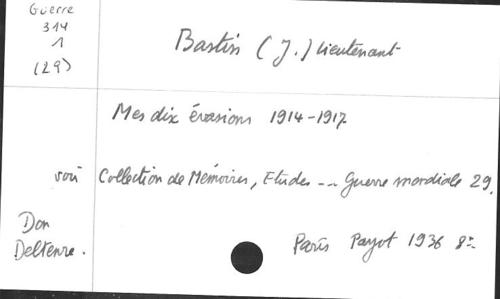 Guerre
314
1
(29)
Bastin (J.) lieutenant
Mes dix évasions 1914-1917
voir Collection de Mémoires, Etudes --- Guerre mondiale 29.
Don
Deltenre.
Paris Payot 1936 8°